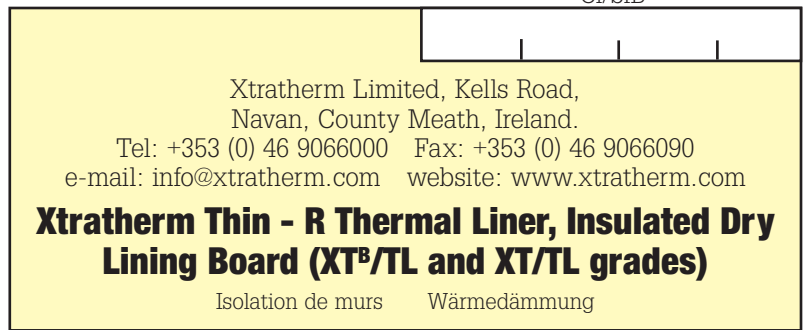 CI/SfB
Xtratherm Limited, Kells Road,
Navan, County Meath, Ireland.
Tel: +353 (0) 46 9066000 Fax: +353 (0) 46 9066090
e-mail: info@xtratherm.com website: www.xtratherm.com
Xtratherm Thin - R Thermal Liner, Insulated Dry
Lining Board (XTᴮ/TL and XT/TL grades)
Isolation de murs Wärmedämmung